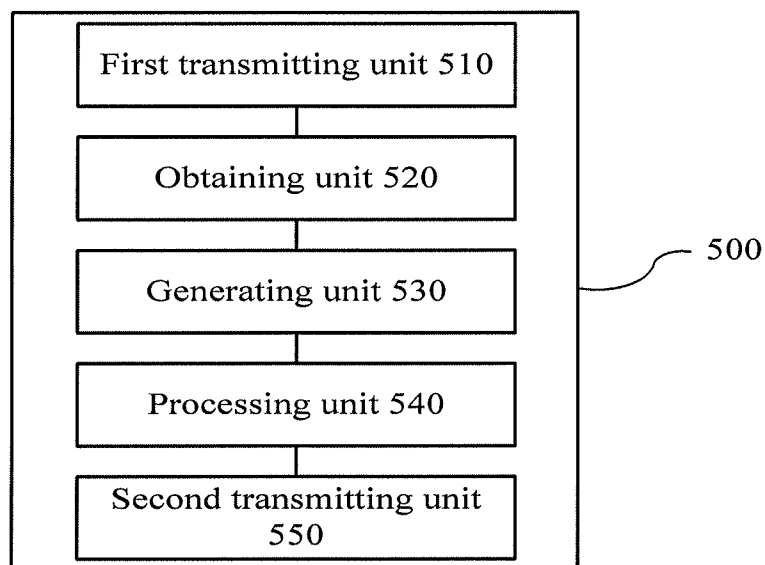 First transmitting unit 510
Obtaining unit 520
Generating unit 530
500
Processing unit 540
Second transmitting unit
550